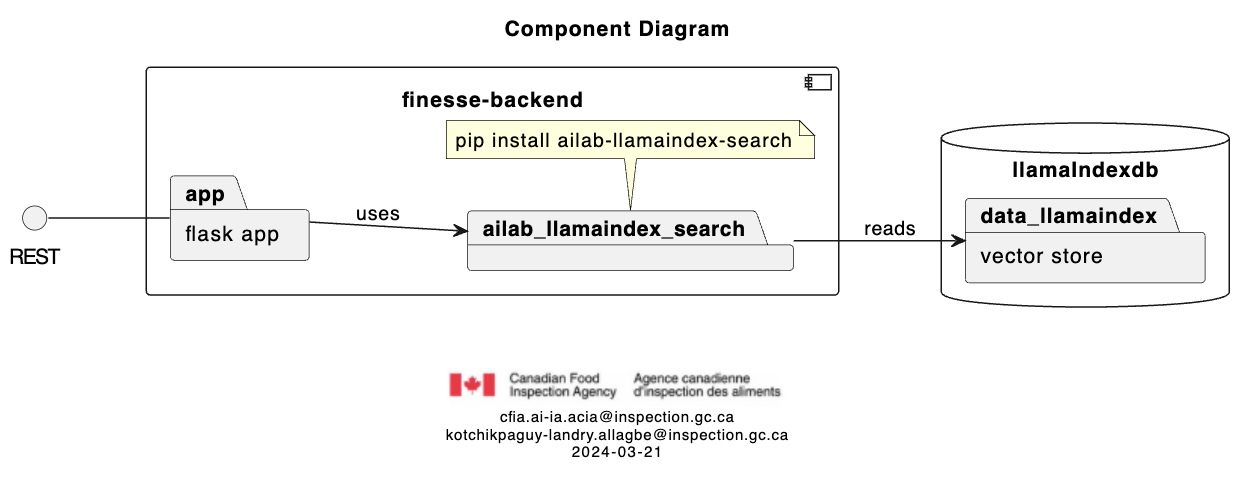 Component Diagram
finesse-backend
pip install ailab-llamaindex-search
llamaIndexdb
app
flask app
uses
ailab_llamaindex_search
reads
data_llamaindex
vector store
REST
Canadian Food
Inspection Agency
Agence canadienne
d'inspection des aliments
cfia.ai-ia.acia@inspection.gc.ca
kotchikpaguy-landry.allagbe@inspection.gc.ca
2024-03-21